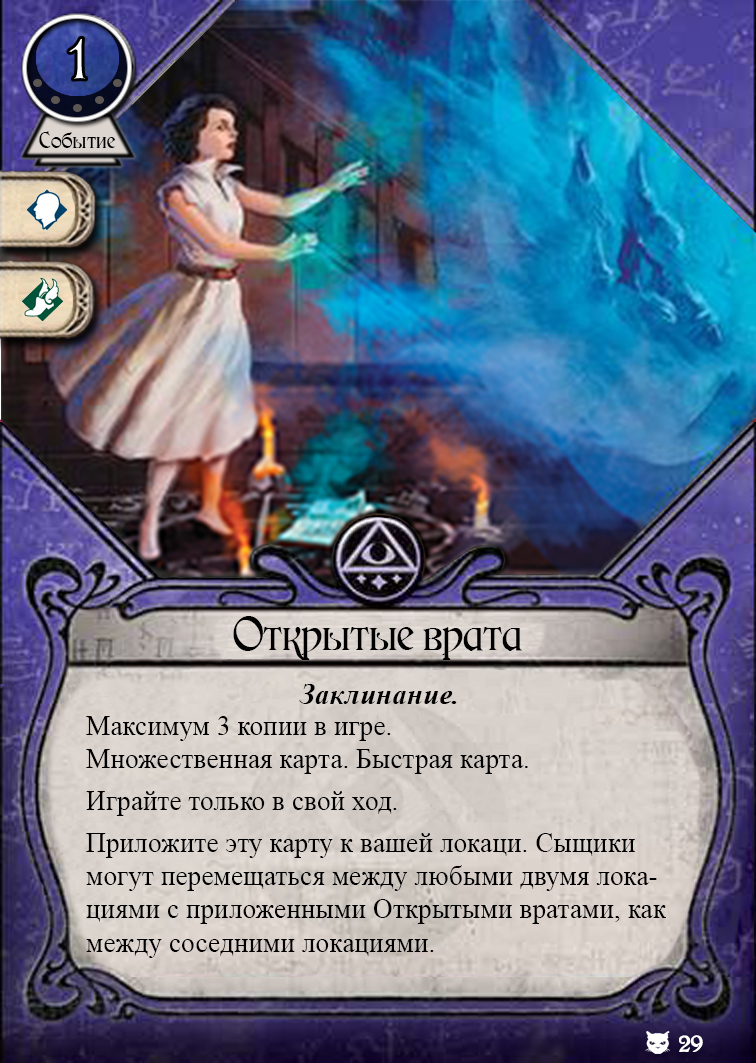 1
Событие
Открытые врата
Заклинание.
Максимум 3 копии в игре.
Множественная карта. Быстрая карта.
Играйте только в свой ход.
Приложите эту карту к вашей локаци. Сыщики
могут перемещаться между любыми двумя лока-
циями с приложенными Открытыми вратами, как
между соседними локациями.
29